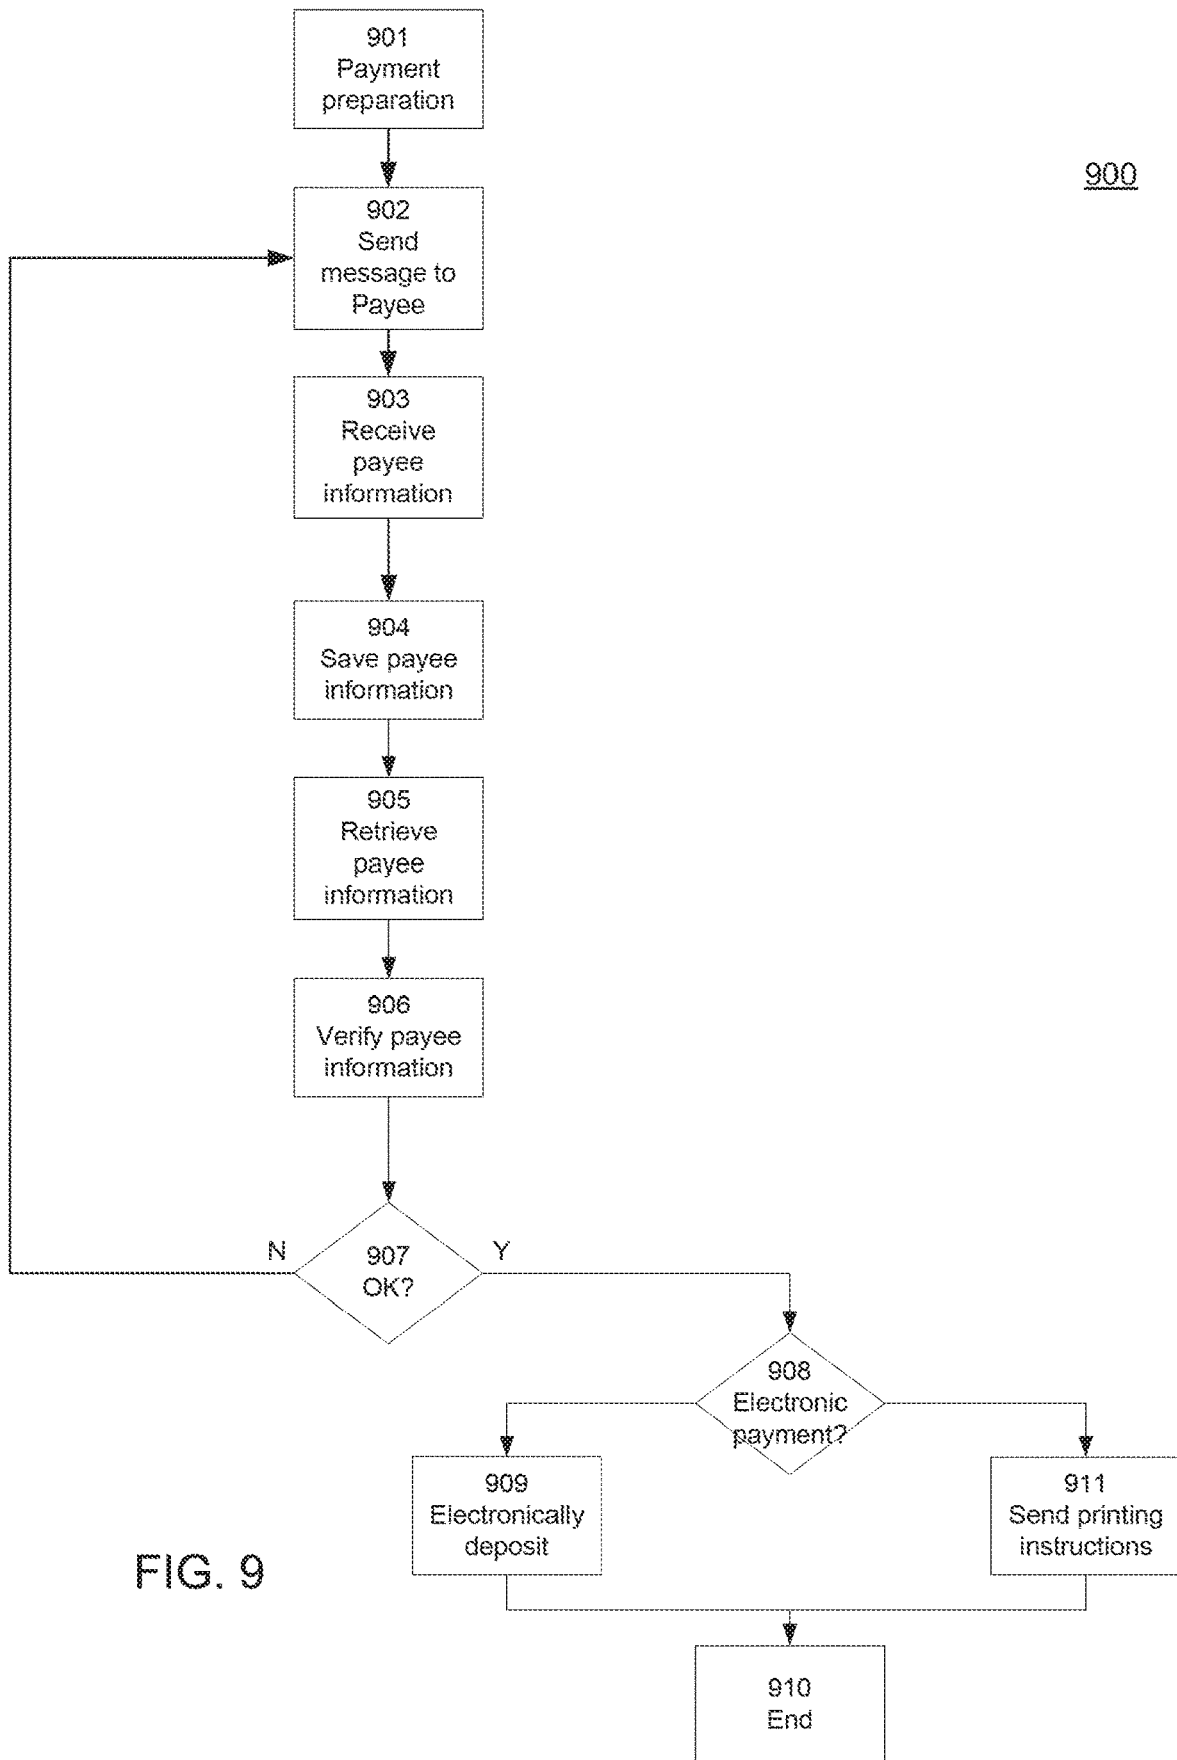 901
Payment
preparation
900
902
Send
message to
Payee
903
Receive
payee
information
904
Save payee
information
905
Retrieve
payee
information
906
Verify payee
information
N
907
OK?
Y
908
Electronic
payment?
909
Electronically
deposit
911
Send printing
instructions
FIG. 9
910
End